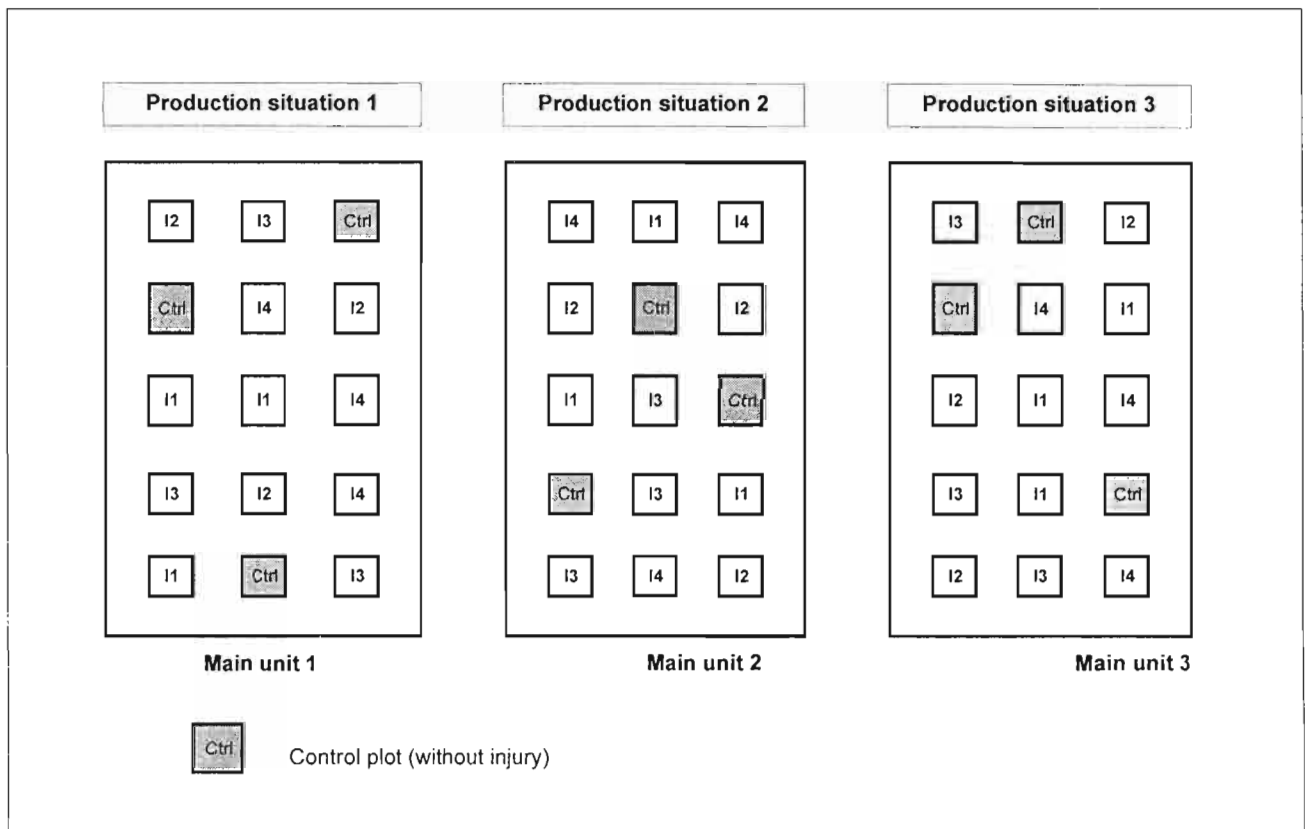 Production situation 1 Production situation 2 Production situation 3
I2 I3 Ctrl I4 I1 I4 I3 Ctrl I2
Ctrl I4 I2 I2 Ctrl I2 Ctrl I4 I1
I1 I1 I4 I1 I3 Ctrl I2 I1 I4
I3 I2 I4 Ctrl I3 I1 I3 I1 Ctrl
I1 Ctrl I3 I3 I4 I2 I2 I3 I4
Main unit 1 Main unit 2 Main unit 3
Ctrl Control plot (without injury)